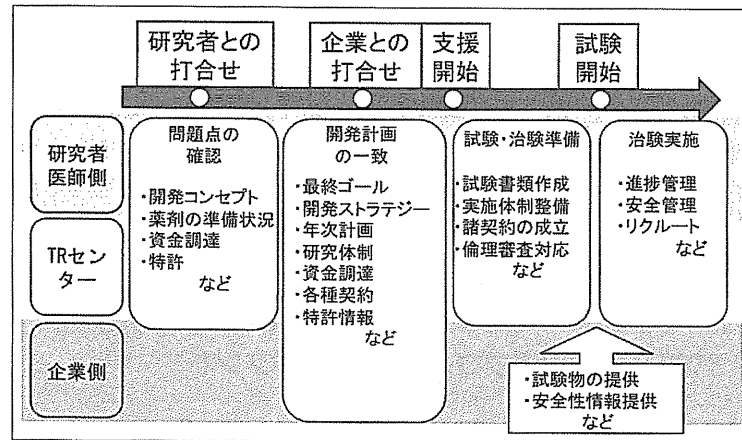 研究者との
打合せ
企業との
打合せ
支援
開始
試験
開始
研究者
医師側
TRセン
ター
企業側
問題点の
確認
・開発コンセプト
・薬剤の準備状況
・資金調達
・特許
など
開発計画
の一致
・最終ゴール
・開発ストラテジー
・年次計画
・研究体制
・資金調達
・各種契約
・特許情報
など
試験・治験準備
・試験書類作成
・実施体制整備
・諸契約の成立
・倫理審査対応
など
治験実施
・進捗管理
・安全管理
・リクルート
など
・試験物の提供
・安全性情報提供
など